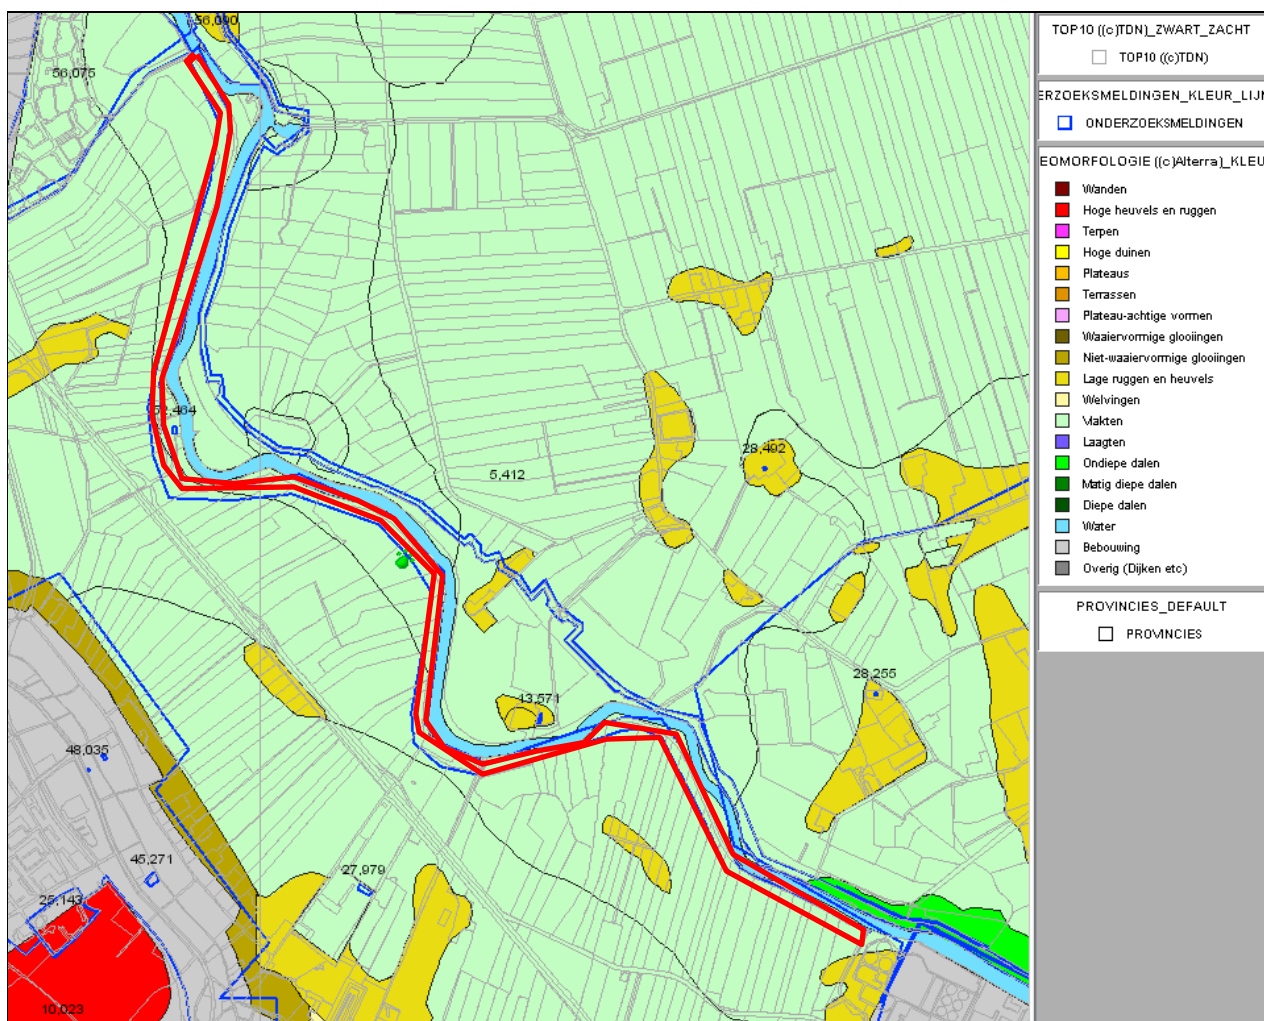 56,090
56,075
52,464
5,412
28,492
13,571
28,255
48,035
45,271
27,979
25,143
10,023
TOP10 ((c)TDN)_ZWART_ZACHT
TOP10 ((c)TDN)
ERZOEKSMELDINGEN_KLEUR_LIJN
ONDERZOEKSMELDINGEN
EOMORFOLOGIE ((c)Alterra)_KLEU
Wanden
Hoge heuvels en ruggen
Terpen
Hoge duinen
Plateaus
Terrassen
Plateau-achtige vormen
Waaiervormige glooiingen
Niet-waaiervormige glooiingen
Lage ruggen en heuvels
Welvingen
Vlakten
Laagten
Ondiepe dalen
Matig diepe dalen
Diepe dalen
Water
Bebouwing
Overig (Dijken etc)
PROVINCIES_DEFAULT
PROVINCIES